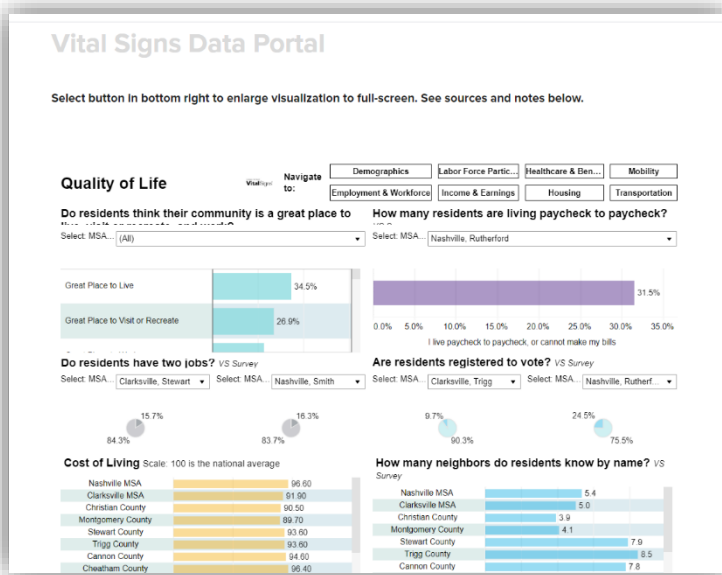 Vital Signs Data Portal
Select button in bottom right to enlarge visualization to full-screen. See sources and notes below.
Quality of Life
VitalSigns
Navigate to:
Demographics
Labor Force Partic...
Healthcare & Ben...
Mobility
Employment & Workforce
Income & Earnings
Housing
Transportation
Do residents think their community is a great place to
Select: MSA... (All)
Great Place to Live 34.5%
Great Place to Visit or Recreate 26.9%
How many residents are living paycheck to paycheck?
Select: MSA... Nashville, Rutherford
31.5%
0.0% 5.0% 10.0% 15.0% 20.0% 25.0% 30.0% 35.0%
I live paycheck to paycheck, or cannot make my bills
Do residents have two jobs? VS Survey
Select: MSA... Clarksville, Stewart
Select: MSA... Nashville, Smith
15.7%
84.3%
16.3%
83.7%
Are residents registered to vote? VS Survey
Select: MSA... Clarksville, Trigg
Select: MSA... Nashville, Rutherf...
9.7%
90.3%
24.5%
75.5%
Cost of Living Scale: 100 is the national average
Nashville MSA 96.60
Clarksville MSA 91.90
Christian County 90.50
Montgomery County 89.70
Stewart County 93.60
Trigg County 93.60
Cannon County 94.60
Cheatham County 96.40
How many neighbors do residents know by name? VS
Survey
Nashville MSA 5.4
Clarksville MSA 5.0
Christian County 3.9
Montgomery County 4.1
Stewart County 7.9
Trigg County 8.5
Cannon County 7.8